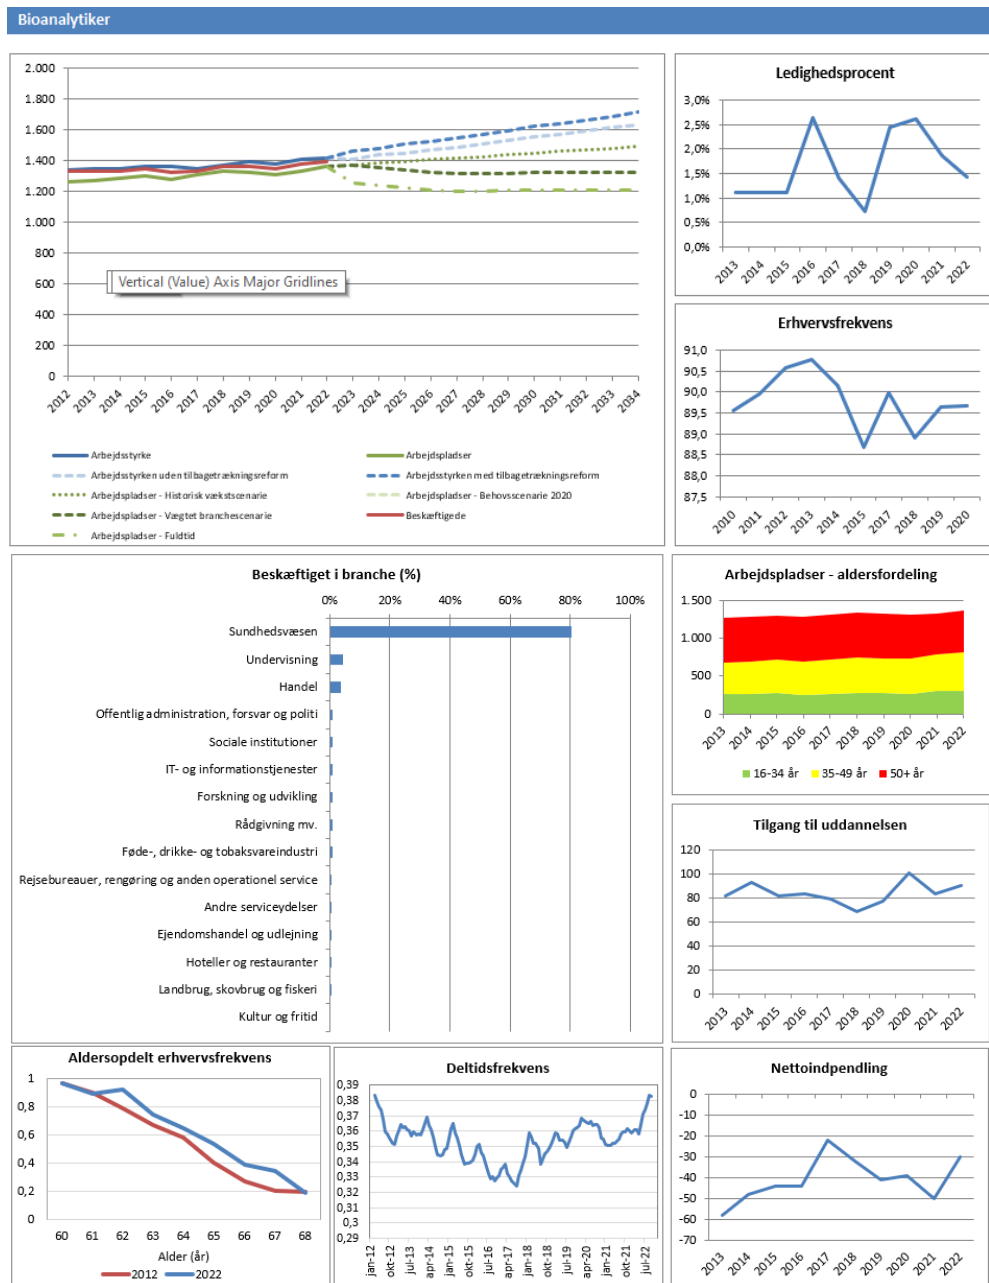 Bioanalytiker
2.000
1.800
1.600
1.400
1.200
1.000
800
600
400
200
0
Vertical (Value) Axis Major Gridlines
2012 2013 2014 2015 2016 2017 2018 2019 2020 2021 2022 2023 2024 2025 2026 2027 2028 2029 2030 2031 2032 2033 2034
Arbejdsstyrke Arbejdspladser
Arbejdsstyrken uden tilbagetrækningsreform Arbejdsstyrken med tilbagetrækningsreform
Arbejdspladser - Historisk vækstscenarie Arbejdspladser - Behovsscenarie 2020
Arbejdspladser - Vægtet branchescenarie Beskæftigede
Arbejdspladser - Fuldtid
Ledighedsprocent
3,0%
2,5%
2,0%
1,5%
1,0%
0,5%
0,0%
2013 2014 2015 2016 2017 2018 2019 2020 2021 2022
Erhvervsfrekvens
91,0
90,5
90,0
89,5
89,0
88,5
88,0
87,5
2010 2011 2012 2013 2014 2015 2017 2018 2019 2020
Beskæftiget i branche (%)
0% 20% 40% 60% 80% 100%
Sundhedsvæsen
Undervisning
Handel
Offentlig administration, forsvar og politi
Sociale institutioner
IT- og informationstjenester
Forskning og udvikling
Rådgivning mv.
Føde-, drikke- og tobaksvareindustri
Rejsebureauer, rengøring og anden operationel service
Andre serviceydelser
Ejendomshandel og udlejning
Hoteller og restauranter
Landbrug, skovbrug og fiskeri
Kultur og fritid
Arbejdspladser - aldersfordeling
1.500
1.000
500
0
2013 2014 2015 2016 2017 2018 2019 2020 2021 2022
16-34 år 35-49 år 50+ år
Tilgang til uddannelsen
120
100
80
60
40
20
0
2013 2014 2015 2016 2017 2018 2019 2020 2021 2022
Aldersopdelt erhvervsfrekvens
1
0,8
0,6
0,4
0,2
0
60 61 62 63 64 65 66 67 68
Alder (år)
2012 2022
Deltidsfrekvens
0,39
0,38
0,37
0,36
0,35
0,34
0,33
0,32
0,31
0,3
0,29
jan-12 okt-12 jul-13 apr-14 jan-15 okt-15 jul-16 apr-17 jan-18 okt-18 jul-19 apr-20 jan-21 okt-21 jul-22
Nettoindpendling
0
-10
-20
-30
-40
-50
-60
-70
2013 2014 2015 2016 2017 2018 2019 2020 2021 2022